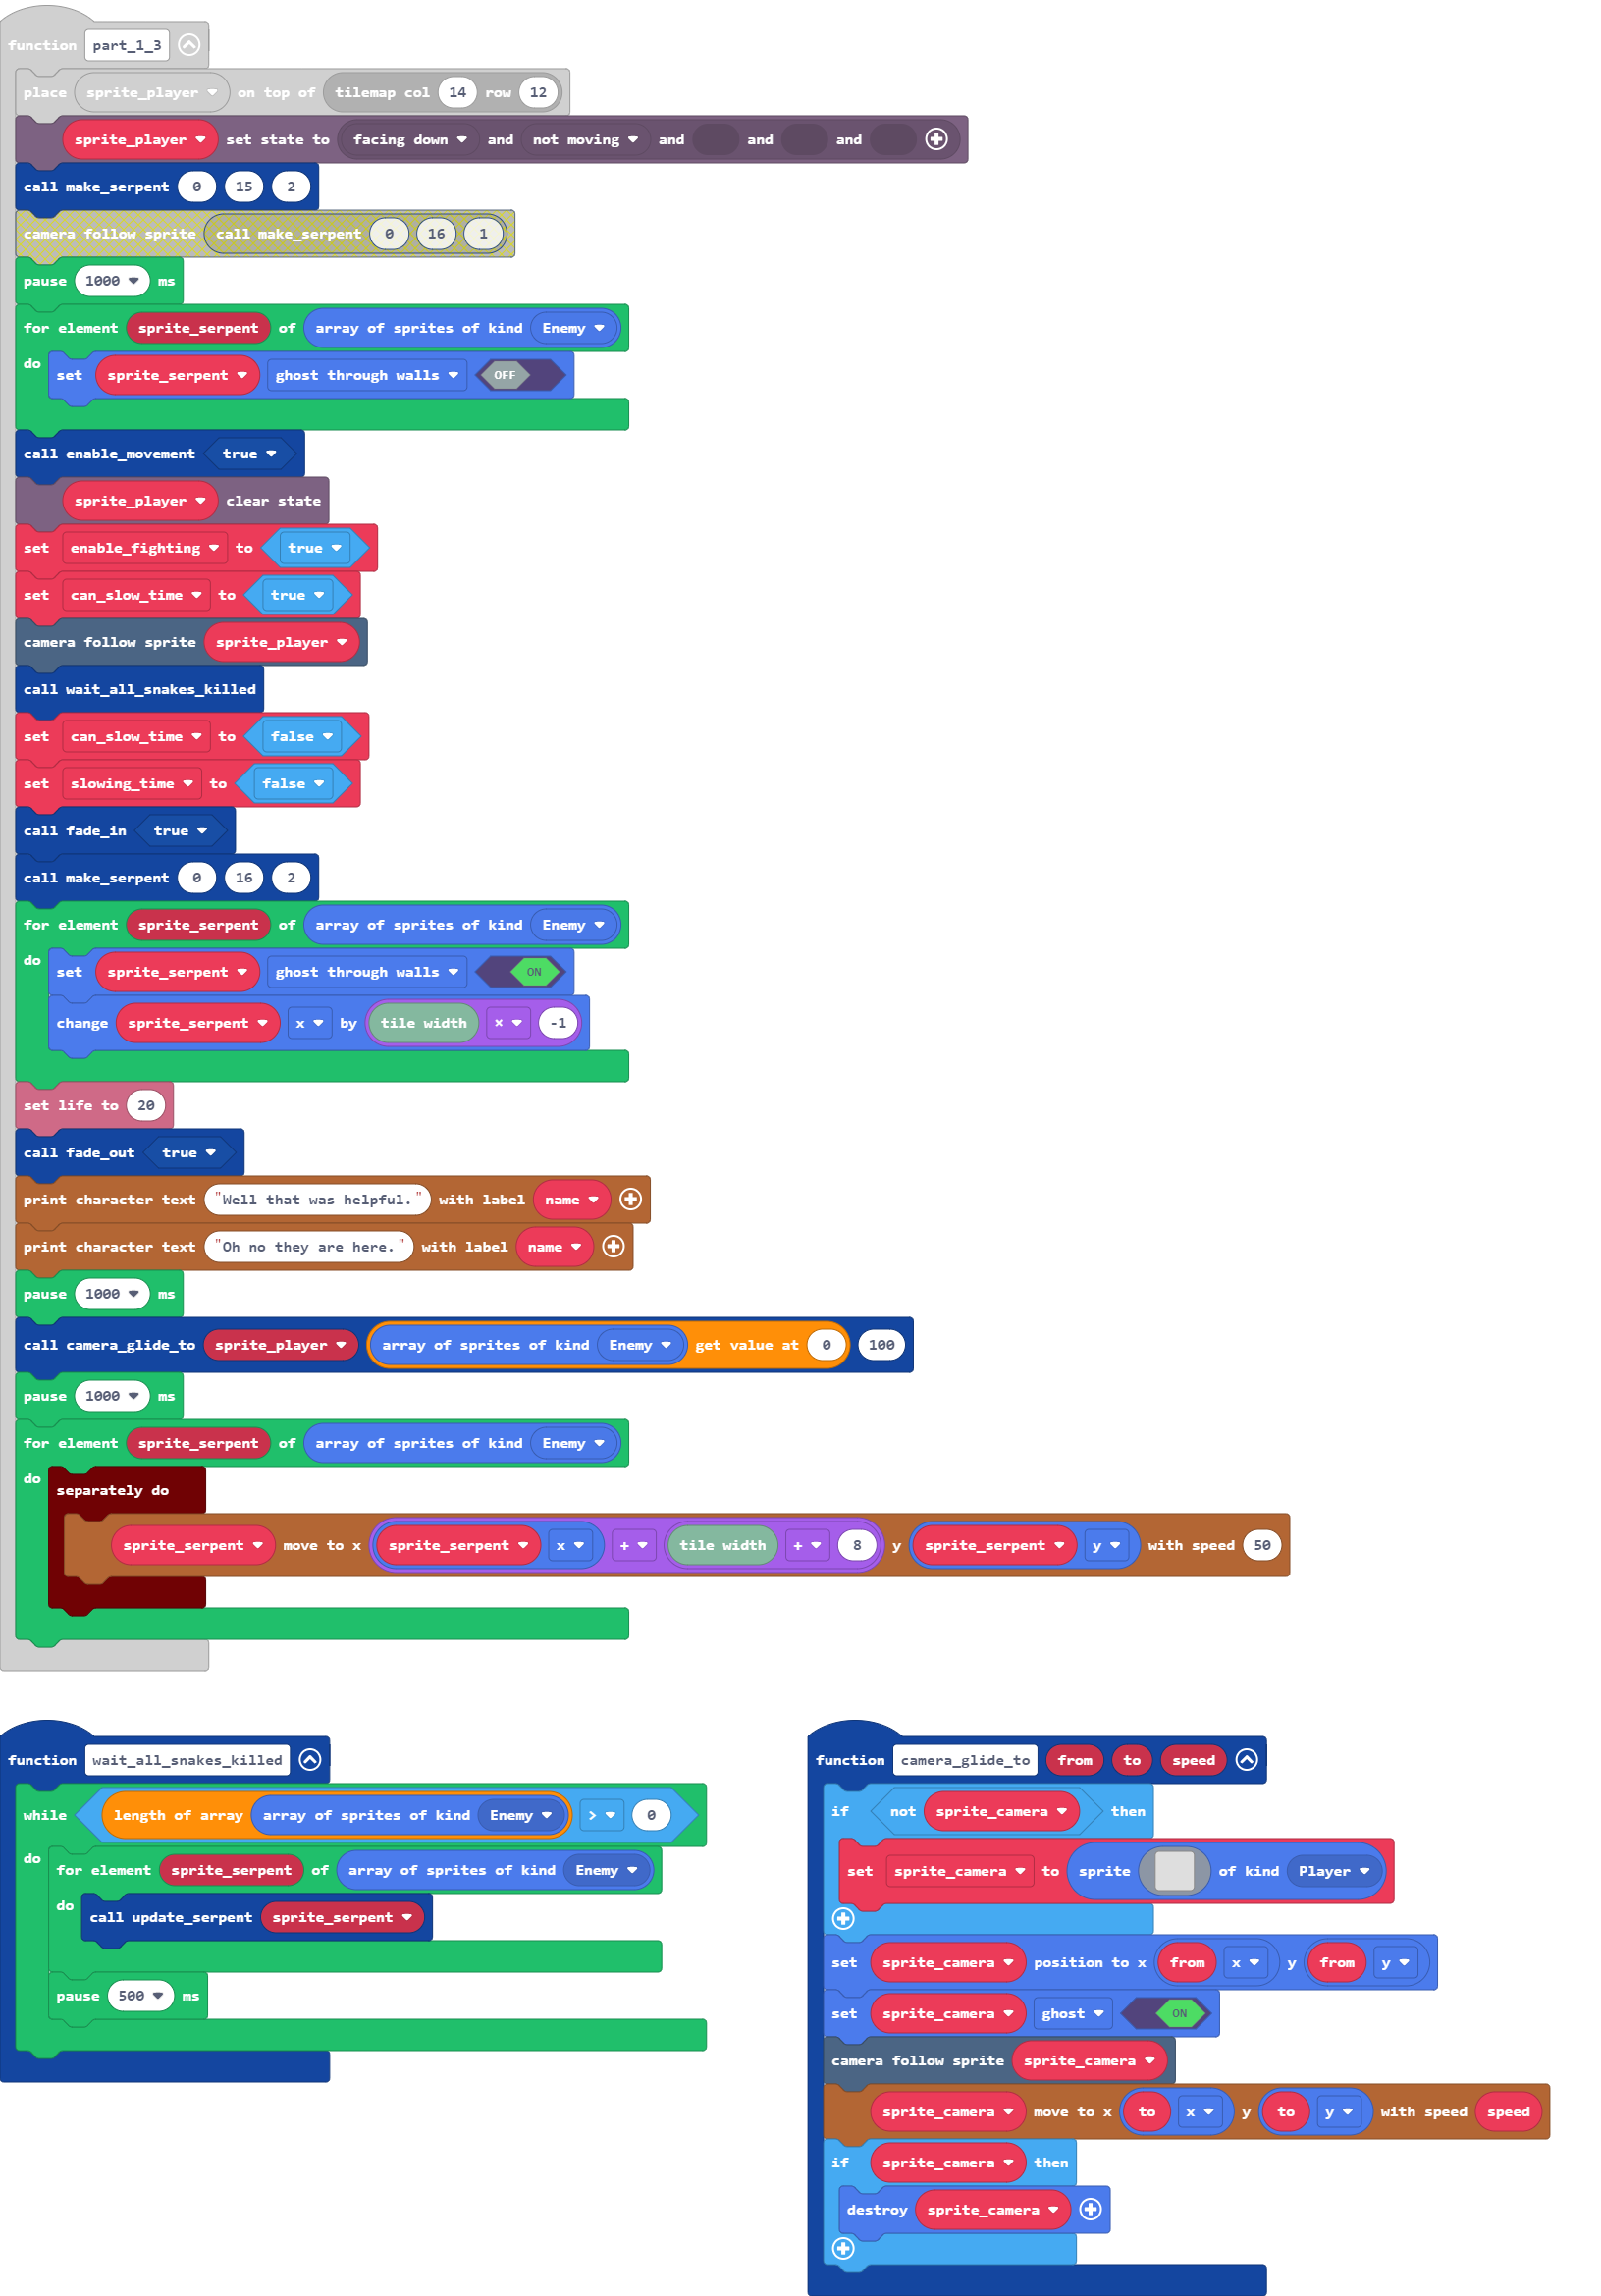 function part_1_3
place sprite_player on top of tilemap col 14 row 12
sprite_player set state to facing down and not moving and and and
call make_serpent 0 15 2
camera follow sprite call make_serpent 0 16 1
pause 1000 ms
for element sprite_serpent of array of sprites of kind Enemy
do set sprite_serpent ghost through walls OFF
call enable_movement true
sprite_player clear state
set enable_fighting to true
set can_slow_time to true
camera follow sprite sprite_player
call wait_all_snakes_killed
set can_slow_time to false
set slowing_time to false
call fade_in true
call make_serpent 0 16 2
for element sprite_serpent of array of sprites of kind Enemy
do set sprite_serpent ghost through walls ON
change sprite_serpent x by tile width × -1
set life to 20
call fade_out true
print character text "Well that was helpful." with label name
print character text "Oh no they are here." with label name
pause 1000 ms
call camera_glide_to sprite_player array of sprites of kind Enemy get value at 0 100
pause 1000 ms
for element sprite_serpent of array of sprites of kind Enemy
do separately do
sprite_serpent move to x sprite_serpent x + tile width + 8 y sprite_serpent y with speed 50
function wait_all_snakes_killed
while length of array array of sprites of kind Enemy > 0
do for element sprite_serpent of array of sprites of kind Enemy
do call update_serpent sprite_serpent
pause 500 ms
function camera_glide_to from to speed
if not sprite_camera then
set sprite_camera to sprite of kind Player
set sprite_camera position to x from x y from y
set sprite_camera ghost ON
camera follow sprite sprite_camera
sprite_camera move to x to x y to y with speed speed
if sprite_camera then
destroy sprite_camera